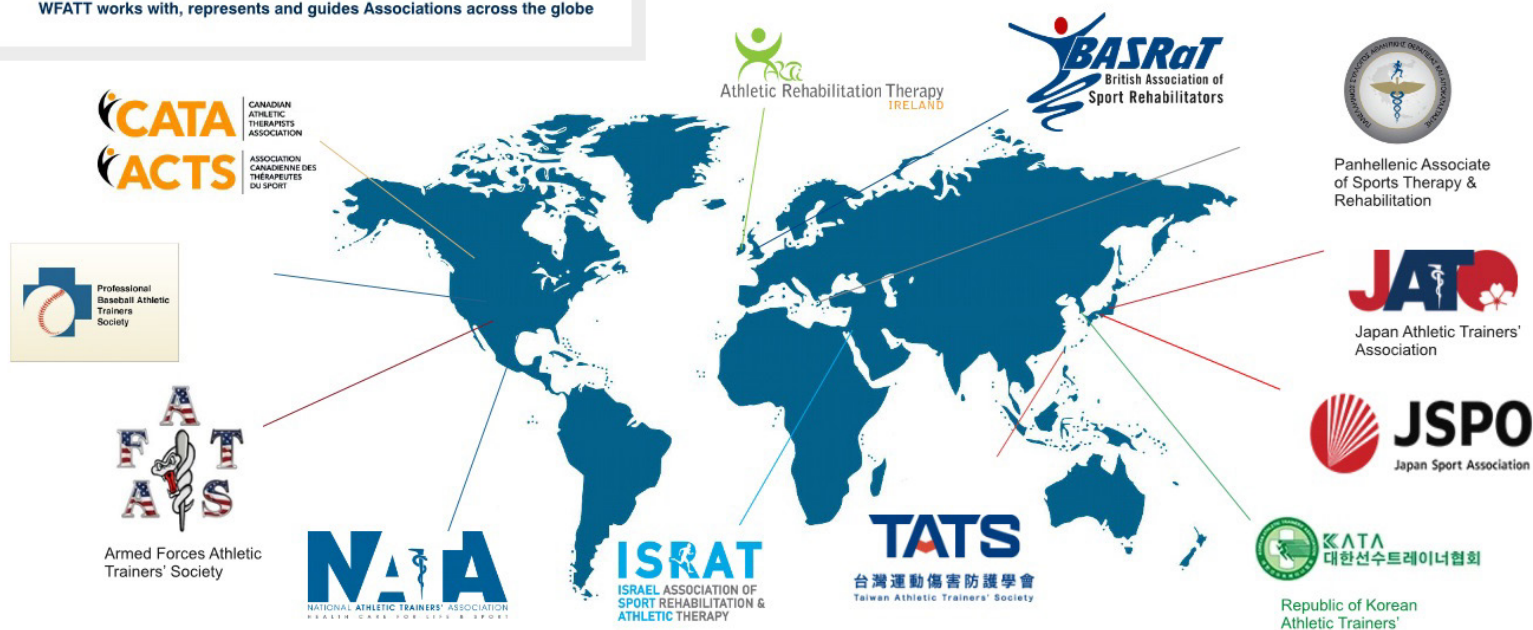 WFATT works with, represents and guides Associations across the globe
CATA
CANADIAN
ATHLETIC
THERAPISTS
ASSOCIATION
ACTS
ASSOCIATION
CANADIENNE DES
THÉRAPEUTES
DU SPORT
Professional
Baseball Athletic
Trainers
Society
A
F T
A S
Armed Forces Athletic
Trainers' Society
NATA
NATIONAL ATHLETIC TRAINERS' ASSOCIATION
HEALTH CARE FOR LIFE & SPORT
ISRAT
ISRAEL ASSOCIATION OF
SPORT REHABILITATION &
ATHLETIC THERAPY
TATS
台灣運動傷害防護學會
Taiwan Athletic Trainers' Society
Athletic Rehabilitation Therapy
IRELAND
BASRaT
British Association of
Sport Rehabilitators
Panhellenic Associate
of Sports Therapy &
Rehabilitation
JATO
Japan Athletic Trainers'
Association
JSPO
Japan Sport Association
KATA
대한선수트레이너협회
Republic of Korean
Athletic Trainers'